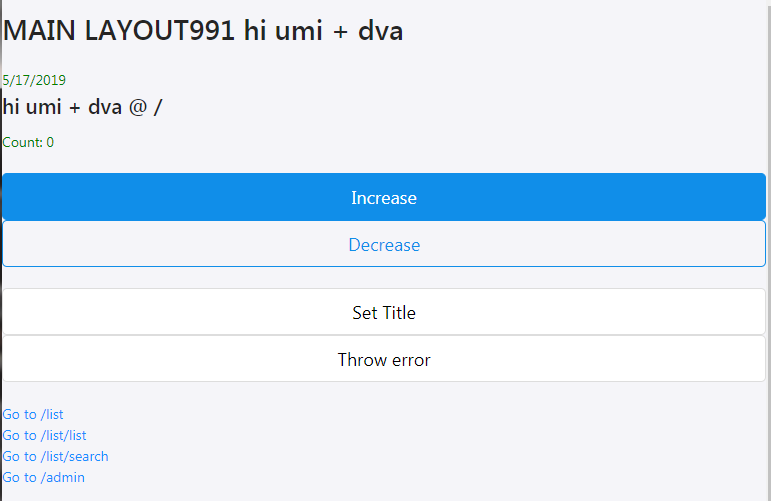 MAIN LAYOUT991 hi umi + dva
5/17/2019
hi umi + dva @ /
Count: 0
Increase
Decrease
Set Title
Throw error
Go to /list
Go to /list/list
Go to /list/search
Go to /admin